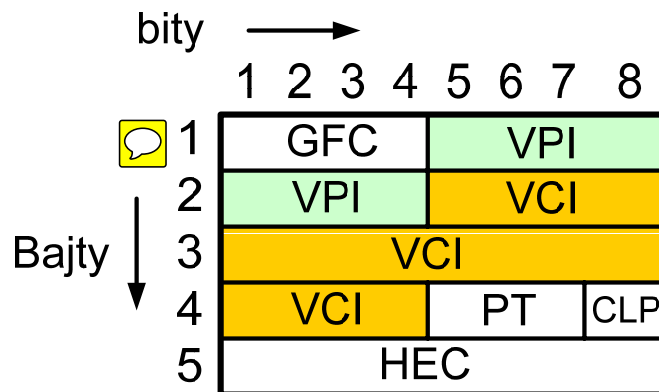 bity
1 2 3 4 5 6 7 8
1 GFC VPI
2 VPI VCI
Bajty 3 VCI
4 VCI PT CLP
5 HEC